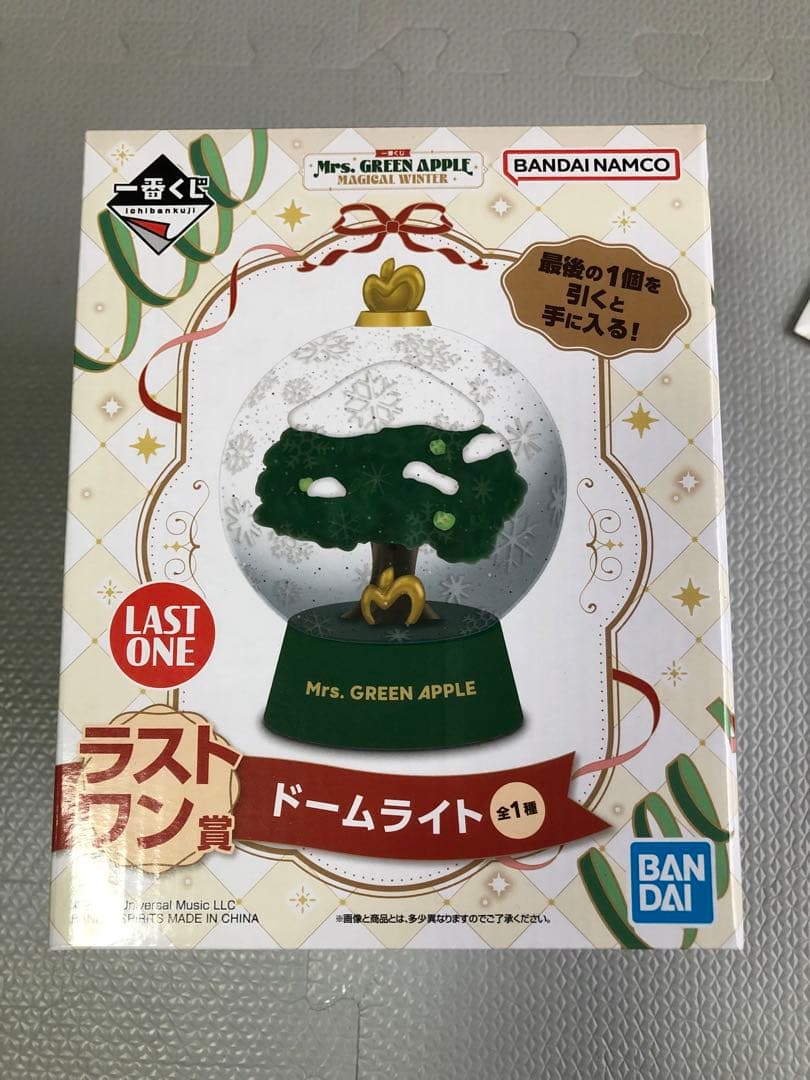 一番くじ
ichibankuji
一番くじ
Mrs. GREEN APPLE
MAGICAL WINTER
BANDAI NAMCO
最後の1個を
引くと
手に入る!
Mrs. GREEN APPLE
LAST
ONE
ラスト
ワン賞
ドームライト 全1種
Universal Music LLC
SPIRITS MADE IN CHINA
※画像と商品とは、多少異なりますのでご了承ください。
BAN
DAI